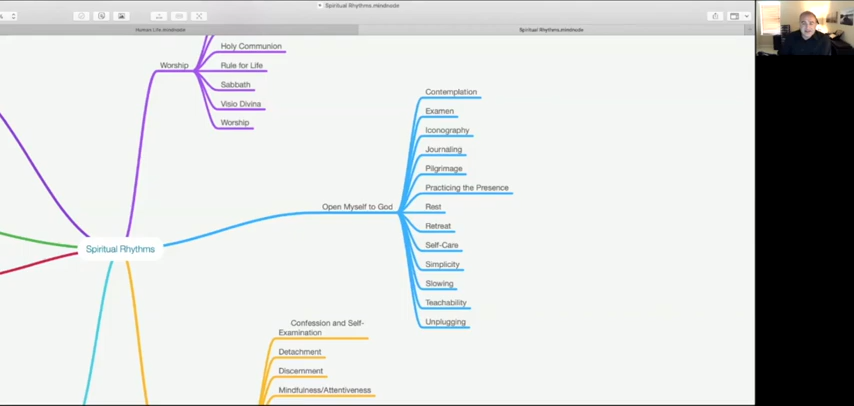 Spiritual Rhythms.mindnode
Human Life.mindnode
Spiritual Rhythms.mindnode
Holy Communion
Worship
Rule for Life
Sabbath
Visio Divina
Worship
Contemplation
Examen
Iconography
Journaling
Pilgrimage
Practicing the Presence
Open Myself to God
Rest
Retreat
Self-Care
Simplicity
Slowing
Teachability
Unplugging
Spiritual Rhythms
Confession and Self-
Examination
Detachment
Discernment
Mindfulness/Attentiveness